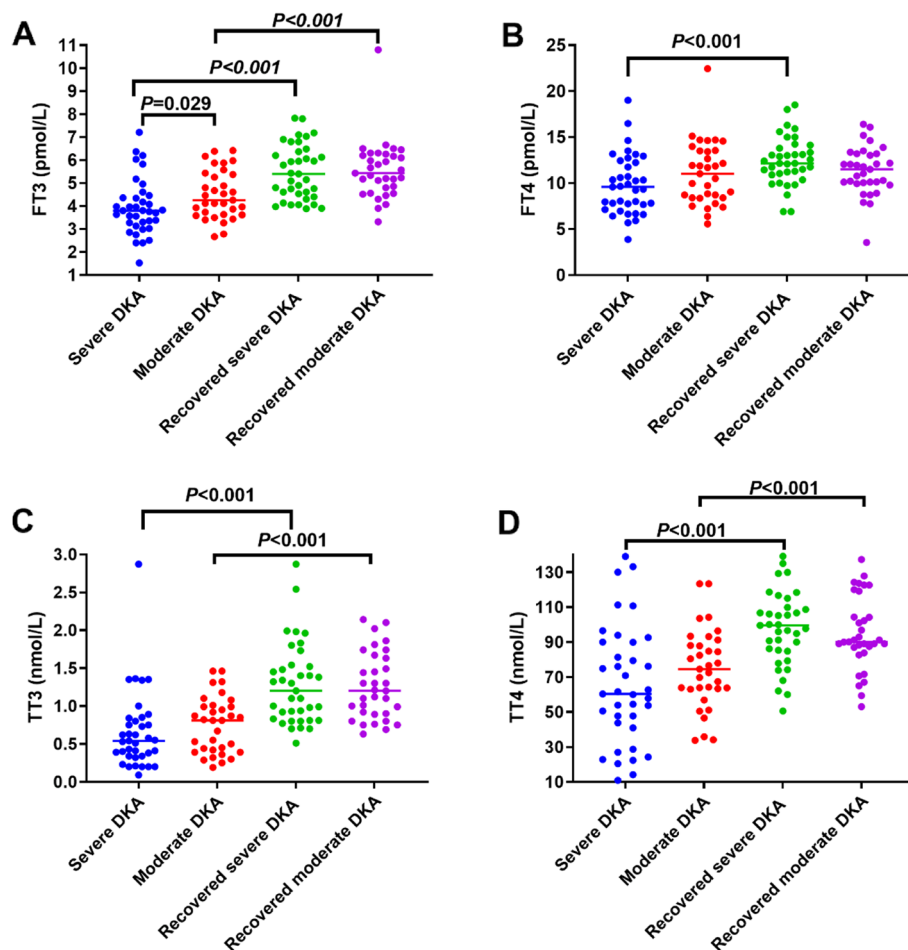 A
P<0.001
P<0.001
P=0.029
FT3 (pmol/L)
11
10
9
8
7
6
5
4
3
2
1
Severe DKA
Moderate DKA
Recovered severe DKA
Recovered moderate DKA
B
P<0.001
FT4 (pmol/L)
25
20
15
10
5
0
Severe DKA
Moderate DKA
Recovered severe DKA
Recovered moderate DKA
C
P<0.001
P<0.001
TT3 (nmol/L)
3.0
2.5
2.0
1.5
1.0
0.5
0.0
Severe DKA
Moderate DKA
Recovered severe DKA
Recovered moderate DKA
D
P<0.001
P<0.001
TT4 (nmol/L)
130
110
90
70
50
30
10
Severe DKA
Moderate DKA
Recovered severe DKA
Recovered moderate DKA